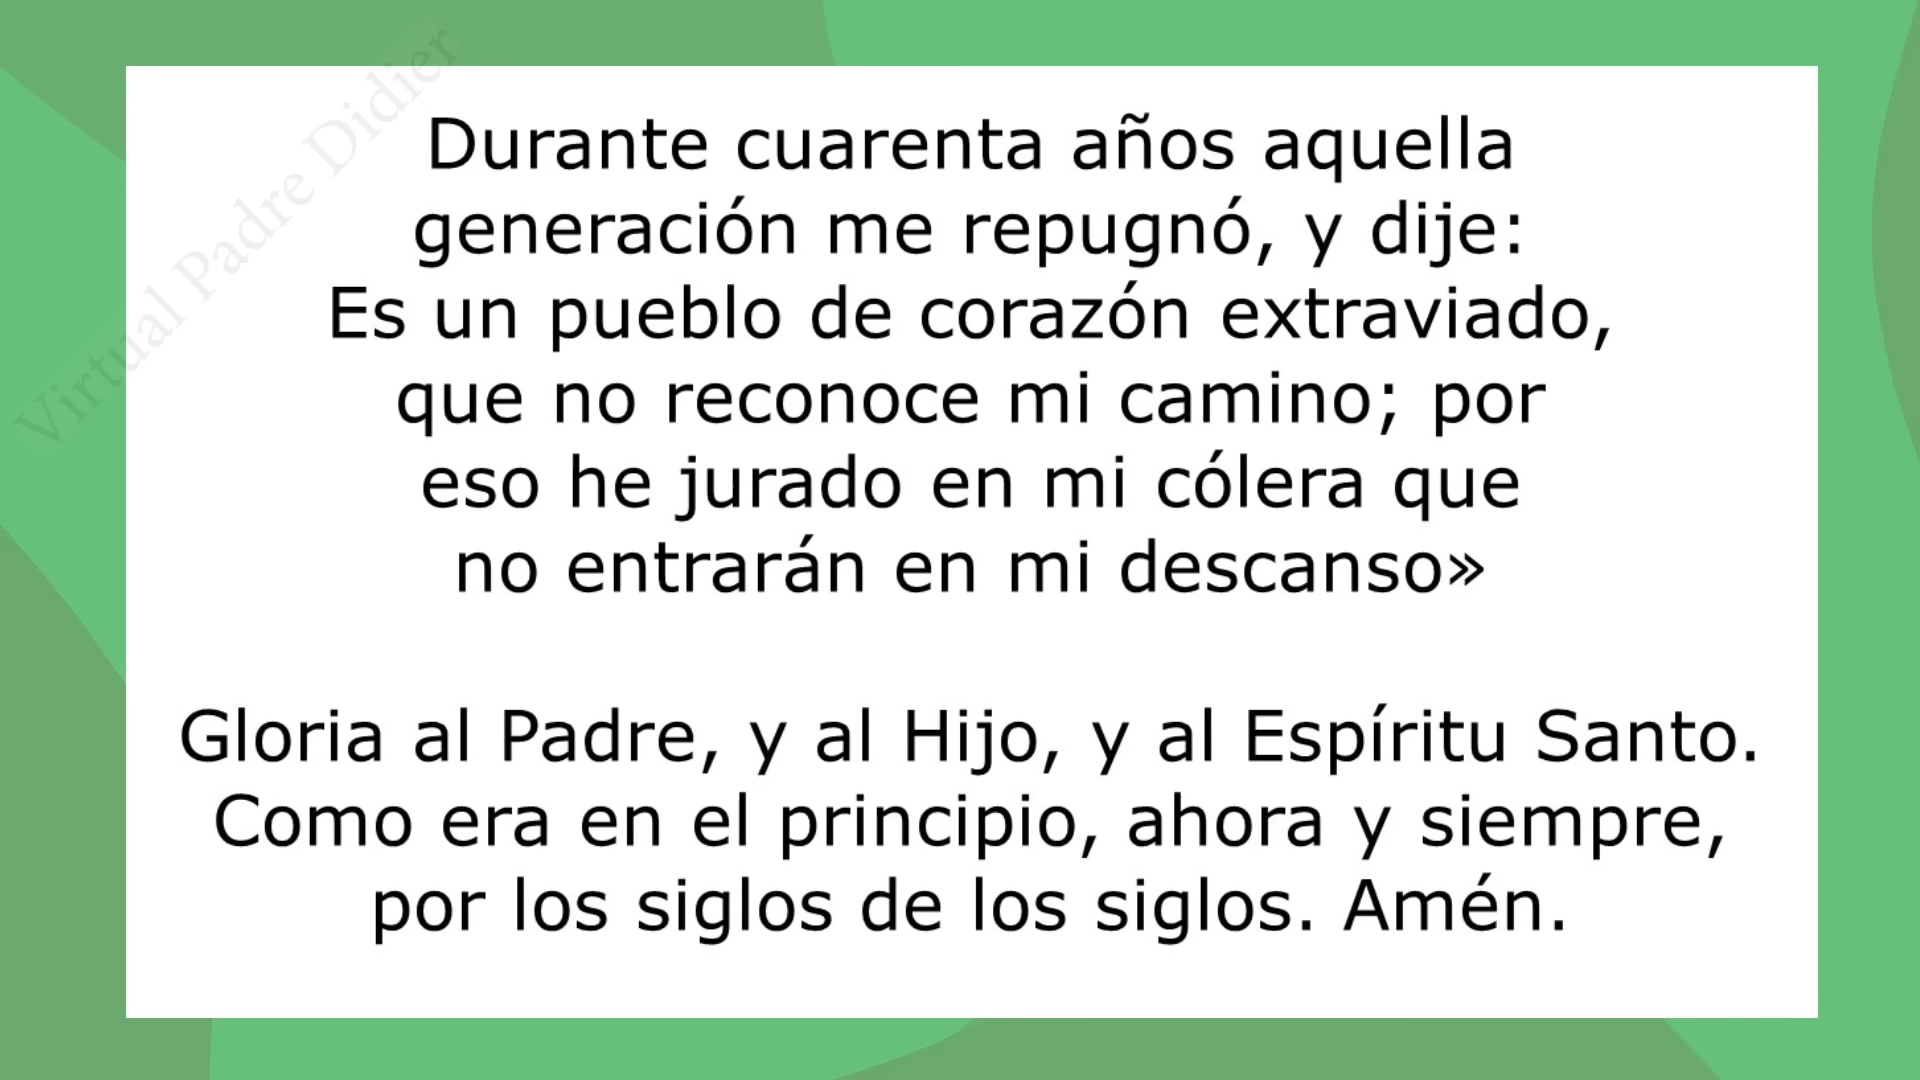 Virtual Padre Didier
Durante cuarenta años aquella
generación me repugnó, y dije:
Es un pueblo de corazón extraviado,
que no reconoce mi camino; por
eso he jurado en mi cólera que
no entrarán en mi descanso»
Gloria al Padre, y al Hijo, y al Espíritu Santo.
Como era en el principio, ahora y siempre,
por los siglos de los siglos. Amén.